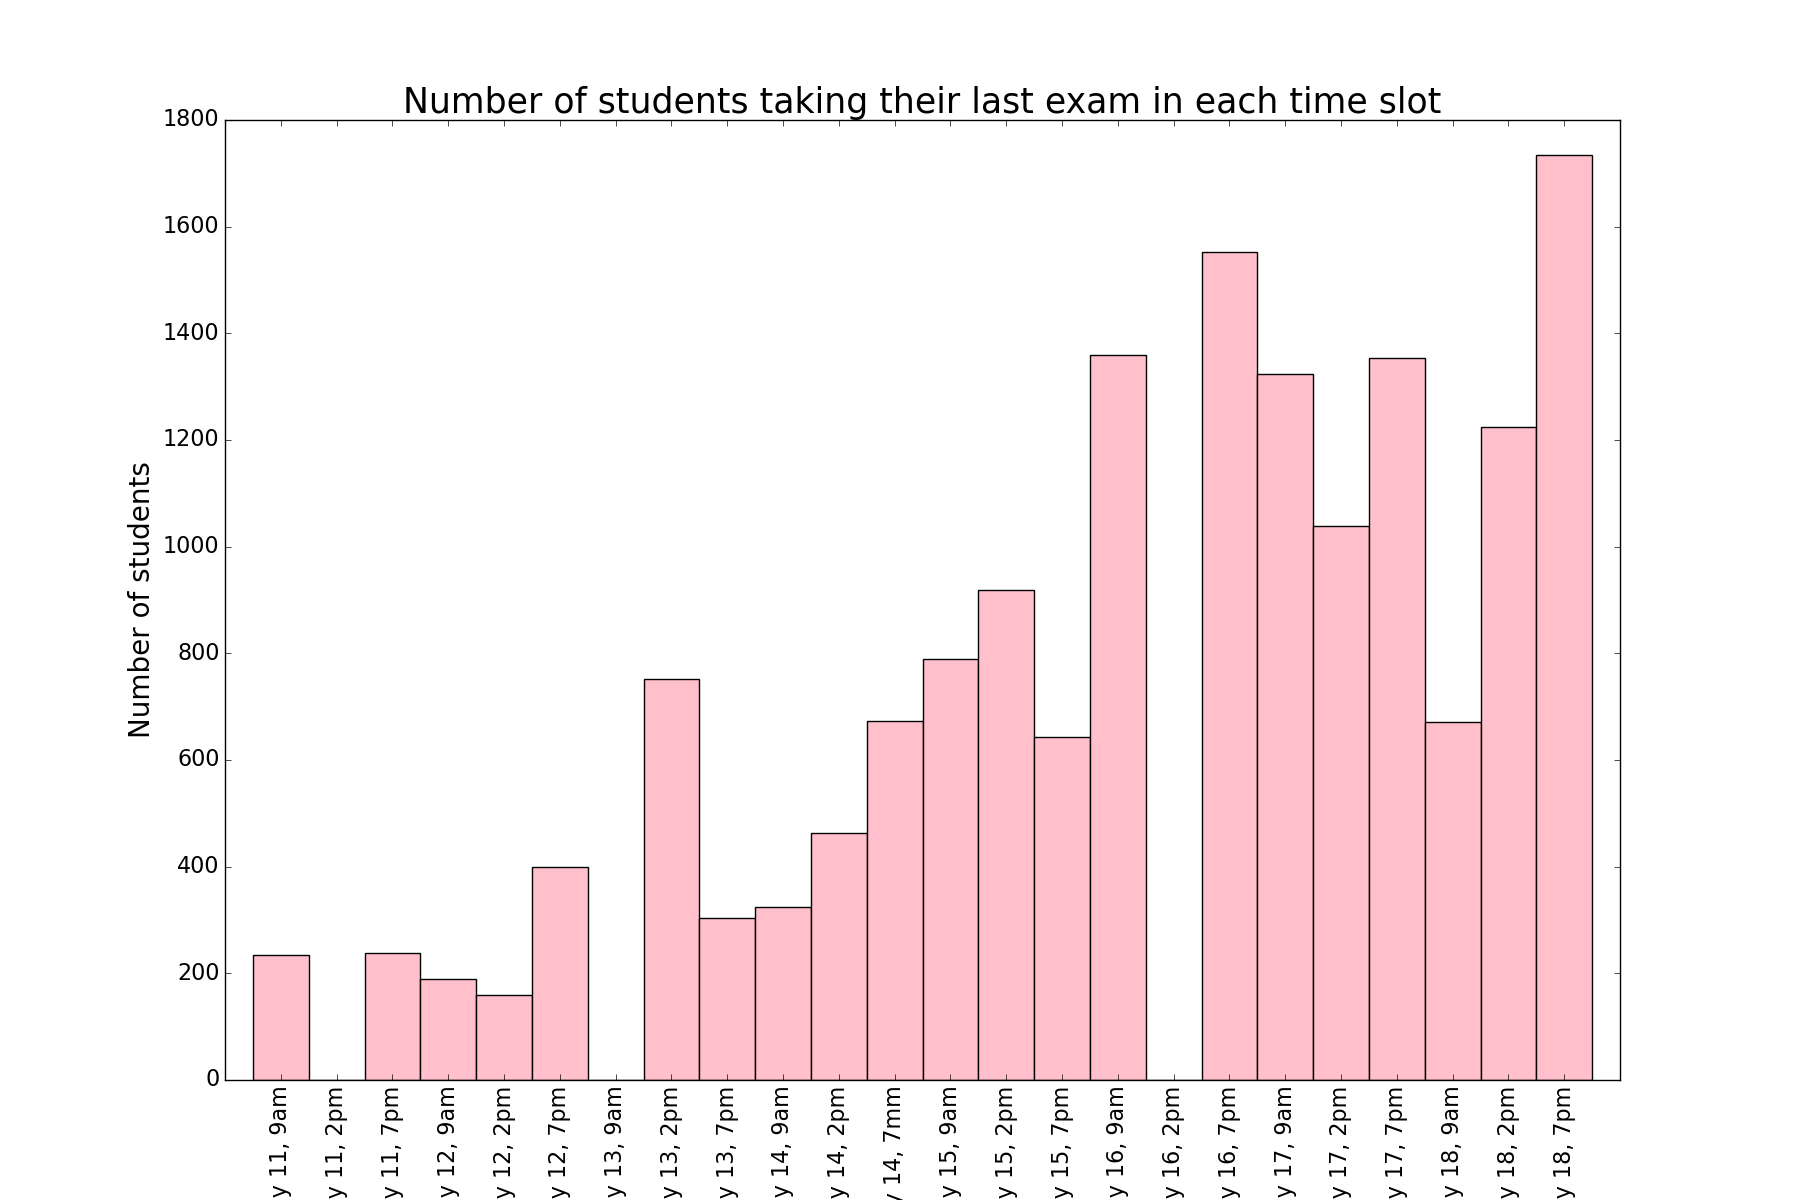 Number of students taking their last exam in each time slot
Number of students
1800
1600
1400
1200
1000
800
600
400
200
0
y 11, 9am
y 11, 2pm
y 11, 7pm
y 12, 9am
y 12, 2pm
y 12, 7pm
y 13, 9am
y 13, 2pm
y 13, 7pm
y 14, 9am
y 14, 2pm
y 14, 7mm
y 15, 9am
y 15, 2pm
y 15, 7pm
y 16, 9am
y 16, 2pm
y 16, 7pm
y 17, 9am
y 17, 2pm
y 17, 7pm
y 18, 9am
y 18, 2pm
y 18, 7pm